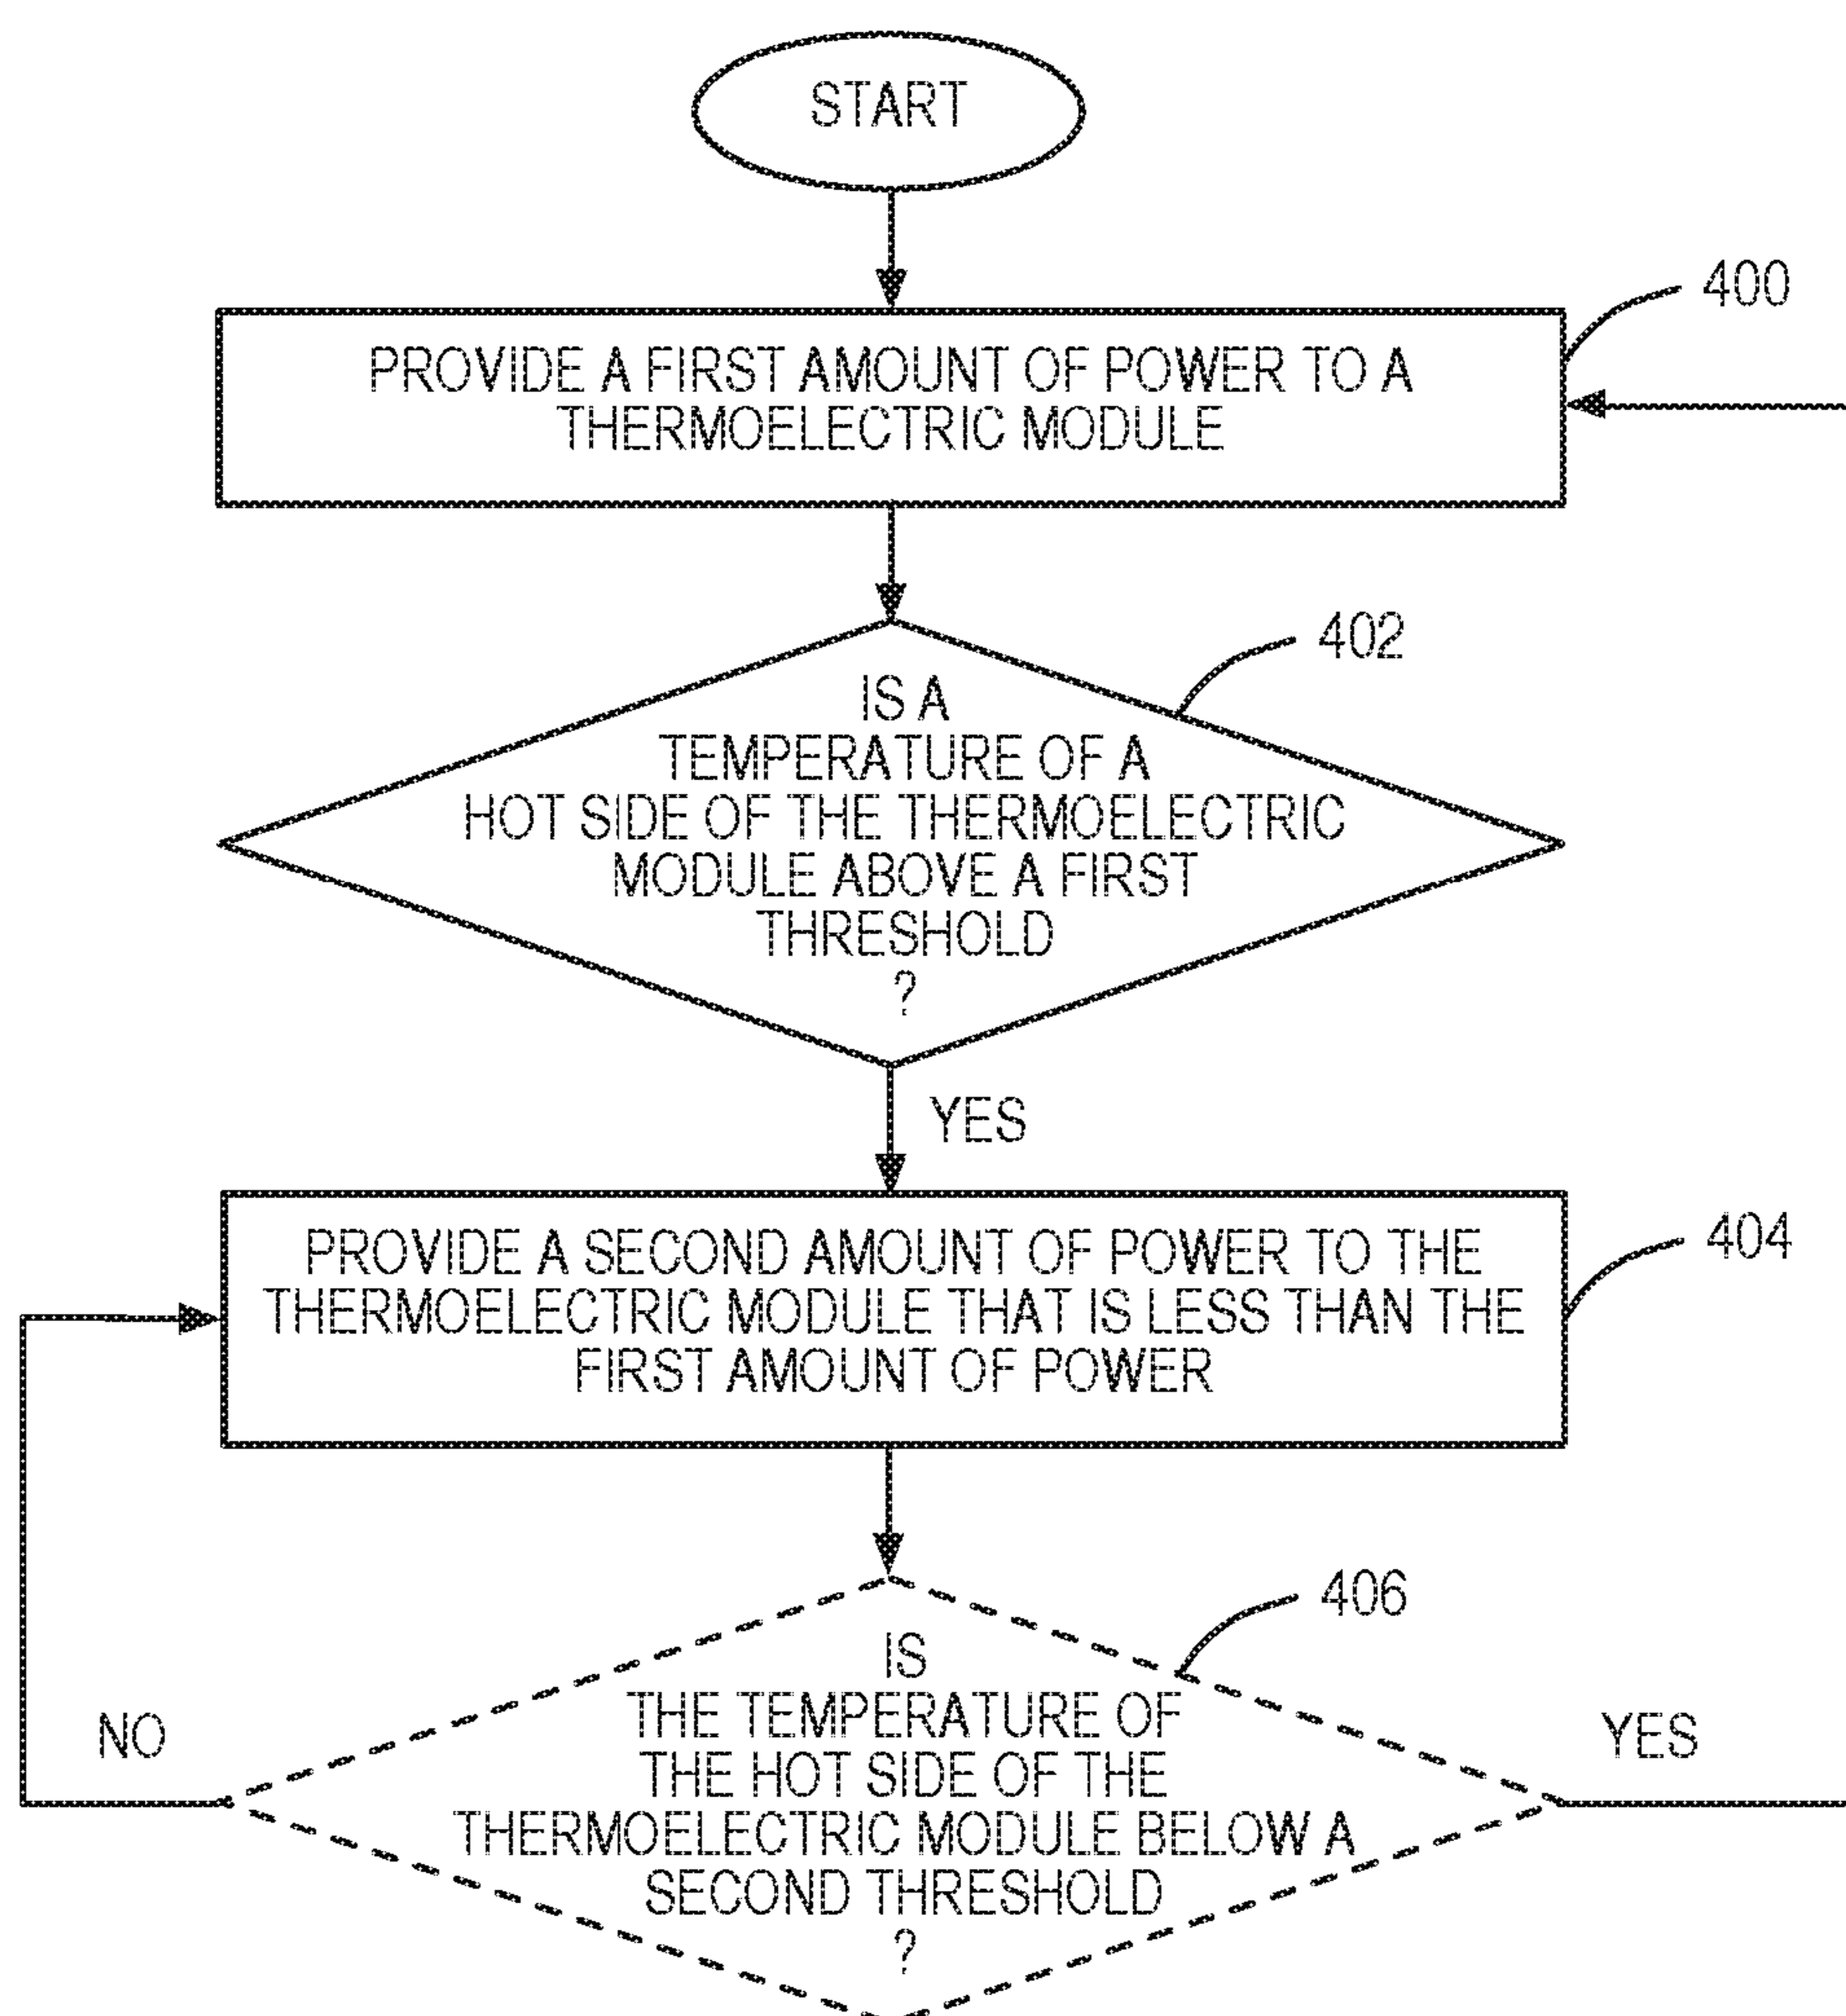 START
400
PROVIDE A FIRST AMOUNT OF POWER TO A
THERMOELECTRIC MODULE
402
IS A
TEMPERATURE OF A
HOT SIDE OF THE THERMOELECTRIC
MODULE ABOVE A FIRST
THRESHOLD
?
YES
404
PROVIDE A SECOND AMOUNT OF POWER TO THE
THERMOELECTRIC MODULE THAT IS LESS THAN THE
FIRST AMOUNT OF POWER
406
IS
THE TEMPERATURE OF
THE HOT SIDE OF THE
THERMOELECTRIC MODULE BELOW A
SECOND THRESHOLD
?
NO
YES